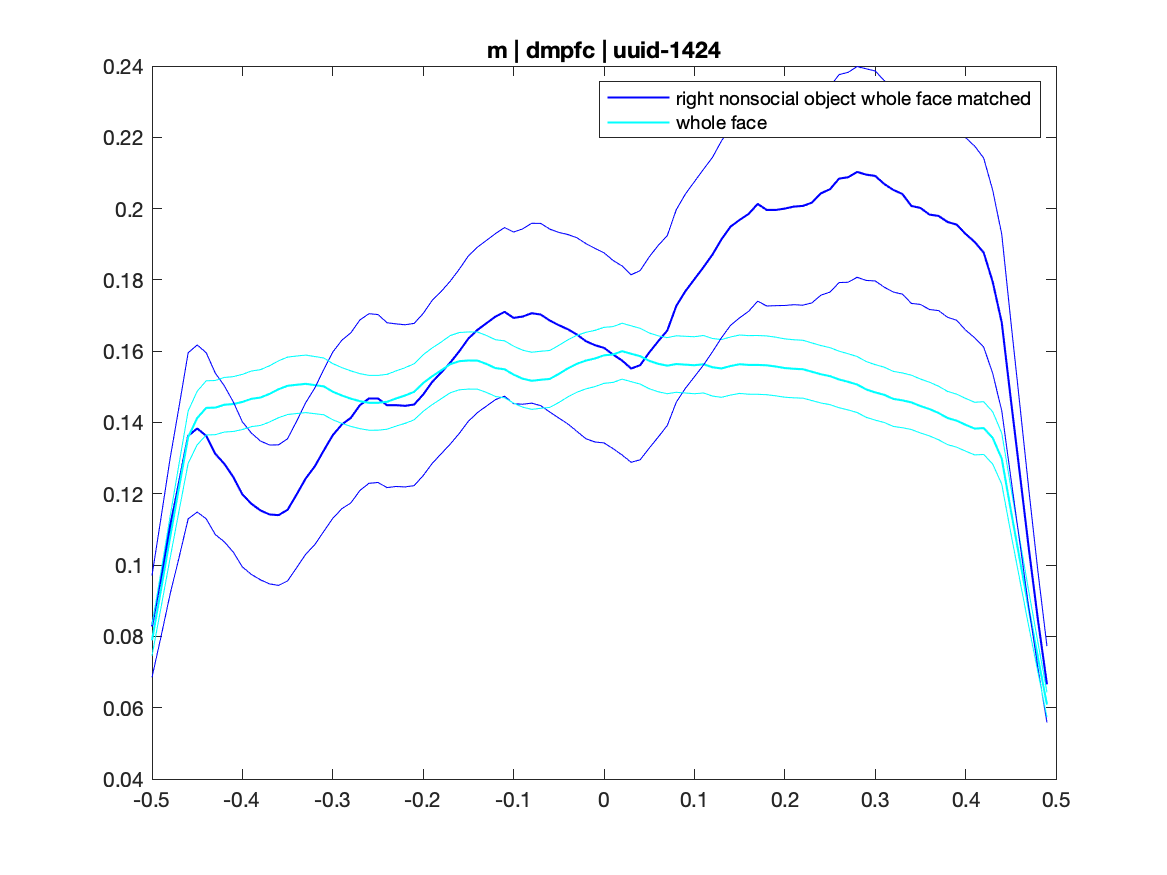 m | dmpfc | uuid-1424
right nonsocial object whole face matched
whole face
0.24
0.22
0.2
0.18
0.16
0.14
0.12
0.1
0.08
0.06
0.04
-0.5 -0.4 -0.3 -0.2 -0.1 0 0.1 0.2 0.3 0.4 0.5